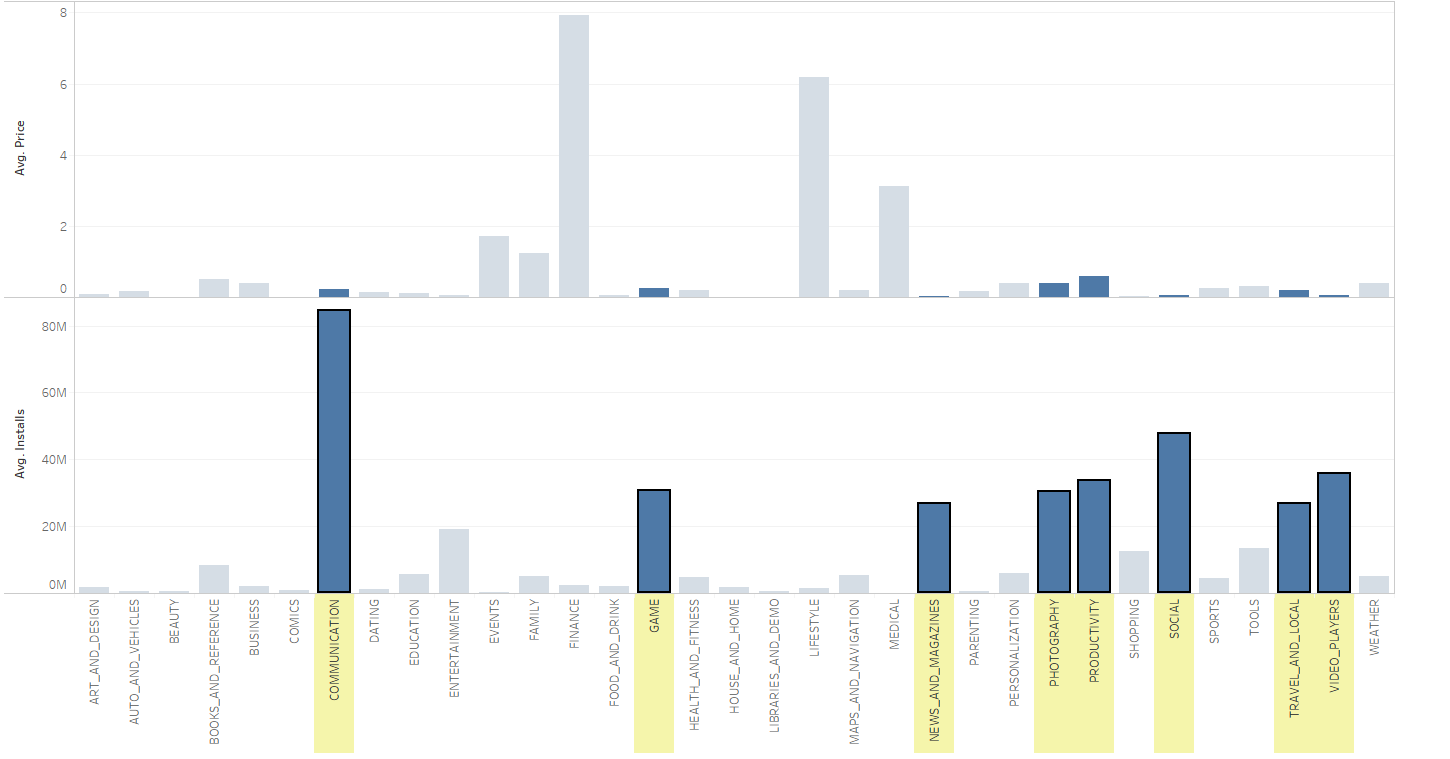 Avg. Price
8
6
4
2
0
Avg. Installs
80M
60M
40M
20M
0M
ART_AND_DESIGN
AUTO_AND_VEHICLES
BEAUTY
BOOKS_AND_REFERENCE
BUSINESS
COMICS
COMMUNICATION
DATING
EDUCATION
ENTERTAINMENT
EVENTS
FAMILY
FINANCE
FOOD_AND_DRINK
GAME
HEALTH_AND_FITNESS
HOUSE_AND_HOME
LIBRARIES_AND_DEMO
LIFESTYLE
MAPS_AND_NAVIGATION
MEDICAL
NEWS_AND_MAGAZINES
PARENTING
PERSONALIZATION
PHOTOGRAPHY
PRODUCTIVITY
SHOPPING
SOCIAL
SPORTS
TOOLS
TRAVEL_AND_LOCAL
VIDEO_PLAYERS
WEATHER